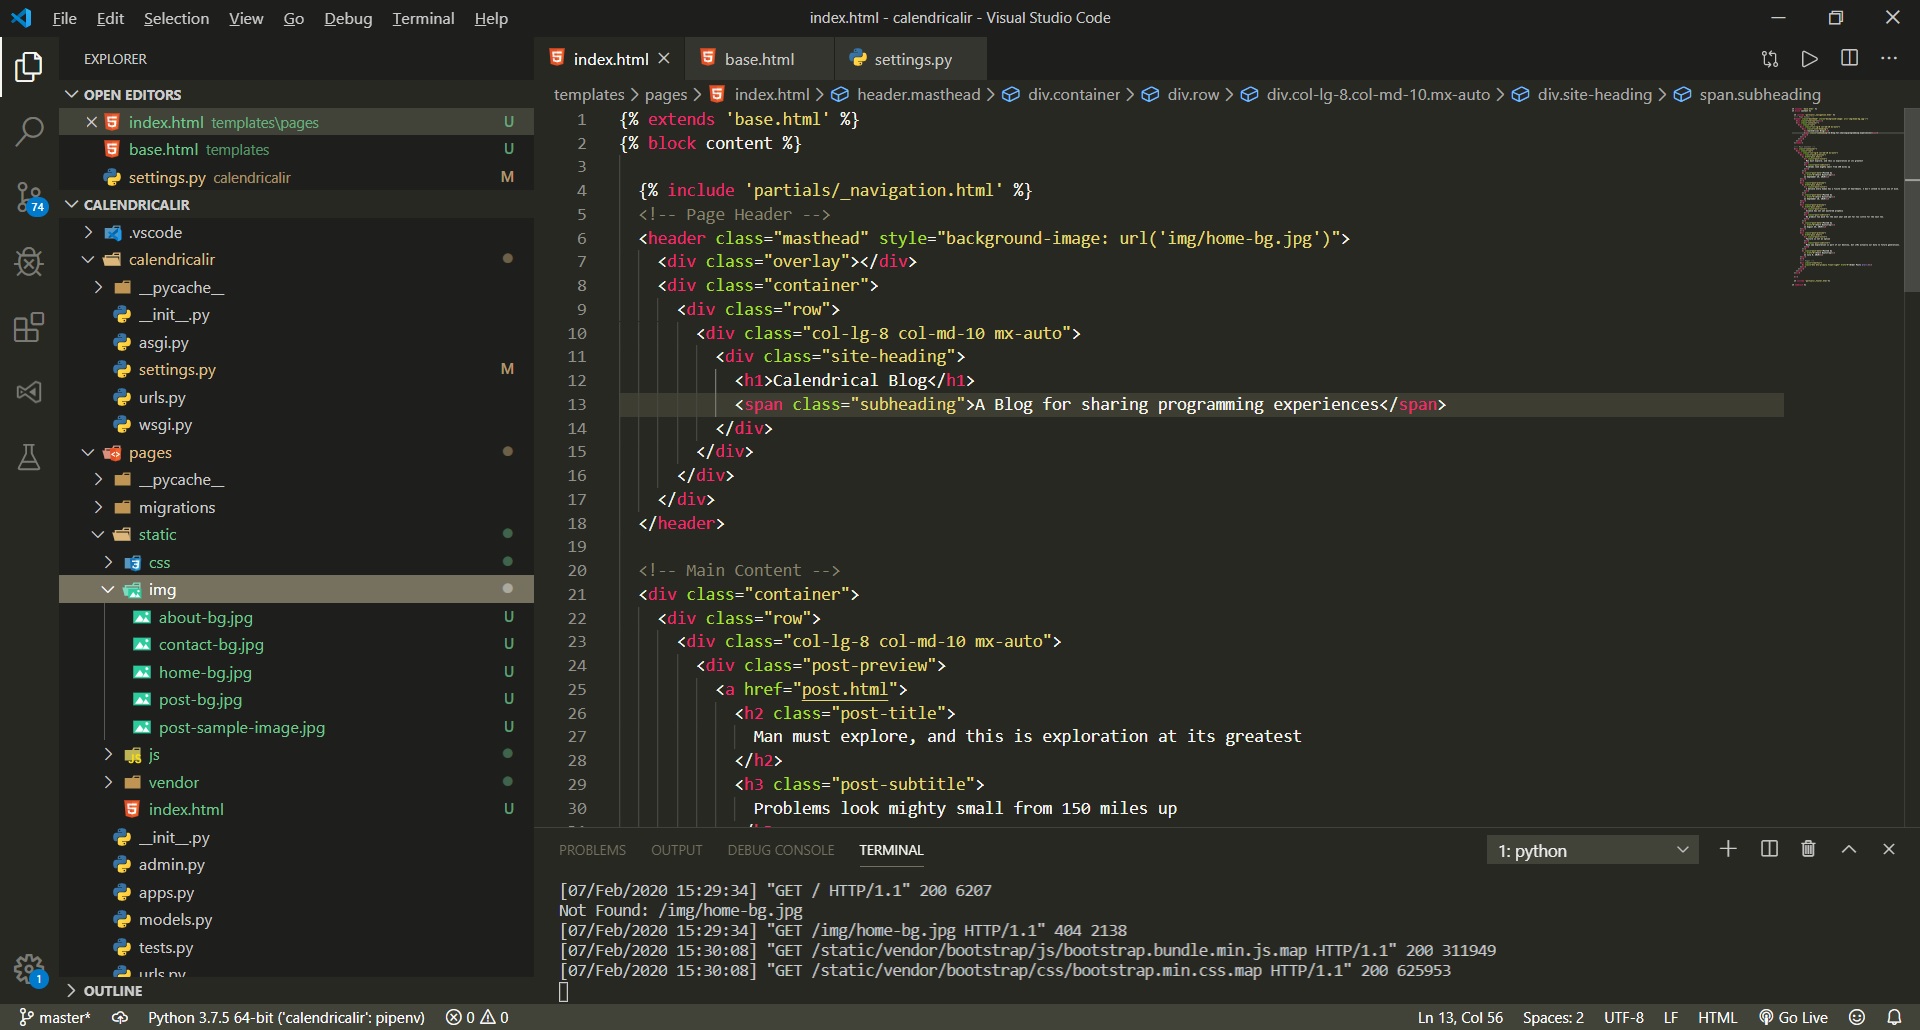 File Edit Selection View Go Debug Terminal Help
index.html - calendricalir - Visual Studio Code
EXPLORER
OPEN EDITORS
index.html templates\pages U
base.html templates U
settings.py calendricalir M
74
CALENDRICALIR
.vscode
calendricalir
__pycache__
__init__.py
asgi.py
settings.py M
urls.py
wsgi.py
pages
__pycache__
migrations
static
css
img
about-bg.jpg U
contact-bg.jpg U
home-bg.jpg U
post-bg.jpg U
post-sample-image.jpg U
js
vendor
index.html U
__init__.py
admin.py
apps.py
models.py
tests.py
urls.py
1
OUTLINE
index.html
base.html
settings.py
templates > pages > index.html > header.masthead > div.container > div.row > div.col-lg-8.col-md-10.mx-auto > div.site-heading > span.subheading
1 {% extends 'base.html' %}
2 {% block content %}
3
4 {% include 'partials/_navigation.html' %}
5 <!-- Page Header -->
6 <header class="masthead" style="background-image: url('img/home-bg.jpg')">
7 <div class="overlay"></div>
8 <div class="container">
9 <div class="row">
10 <div class="col-lg-8 col-md-10 mx-auto">
11 <div class="site-heading">
12 <h1>Calendrical Blog</h1>
13 <span class="subheading">A Blog for sharing programming experiences</span>
14 </div>
15 </div>
16 </div>
17 </div>
18 </header>
19
20 <!-- Main Content -->
21 <div class="container">
22 <div class="row">
23 <div class="col-lg-8 col-md-10 mx-auto">
24 <div class="post-preview">
25 <a href="post.html">
26 <h2 class="post-title">
27 Man must explore, and this is exploration at its greatest
28 </h2>
29 <h3 class="post-subtitle">
30 Problems look mighty small from 150 miles up
PROBLEMS OUTPUT DEBUG CONSOLE TERMINAL
1: python
[07/Feb/2020 15:29:34] "GET / HTTP/1.1" 200 6207
Not Found: /img/home-bg.jpg
[07/Feb/2020 15:29:34] "GET /img/home-bg.jpg HTTP/1.1" 404 2138
[07/Feb/2020 15:30:08] "GET /static/vendor/bootstrap/js/bootstrap.bundle.min.js.map HTTP/1.1" 200 311949
[07/Feb/2020 15:30:08] "GET /static/vendor/bootstrap/css/bootstrap.min.css.map HTTP/1.1" 200 625953
master* Python 3.7.5 64-bit ('calendricalir': pipenv) 0 0
Ln 13, Col 56 Spaces: 2 UTF-8 LF HTML Go Live